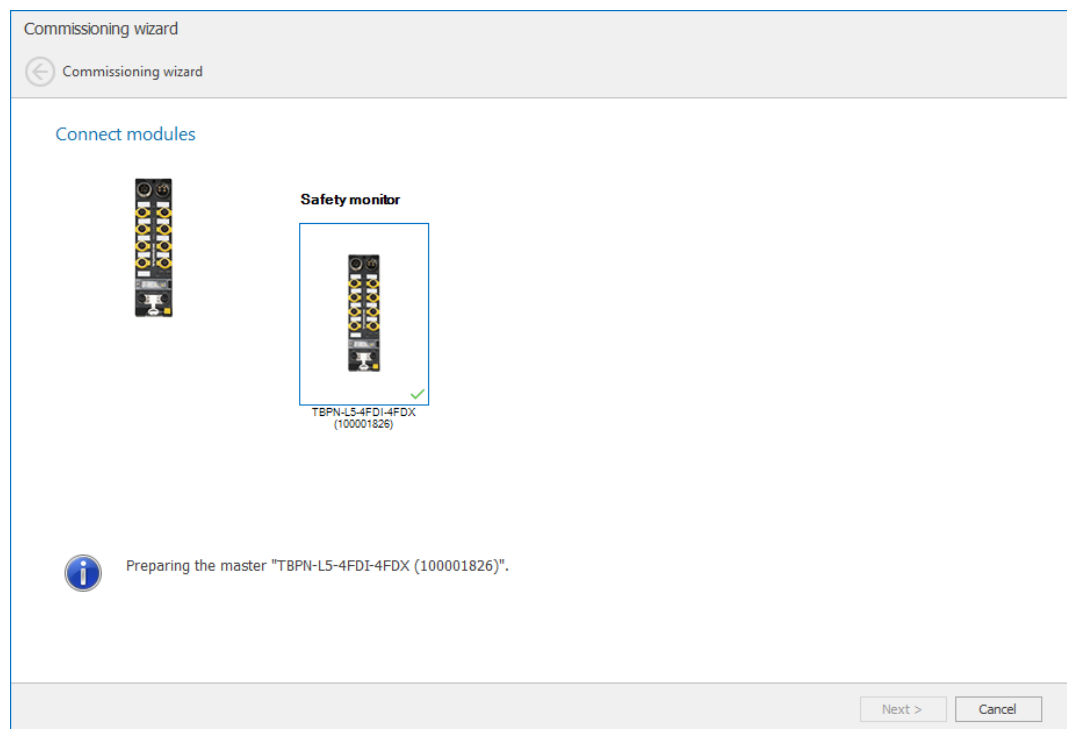 Commissioning wizard
Commissioning wizard
Connect modules
Safety monitor
TBPN-L5-4FDI-4FDX
(100001826)
Preparing the master "TBPN-L5-4FDI-4FDX (100001826)".
Next >
Cancel